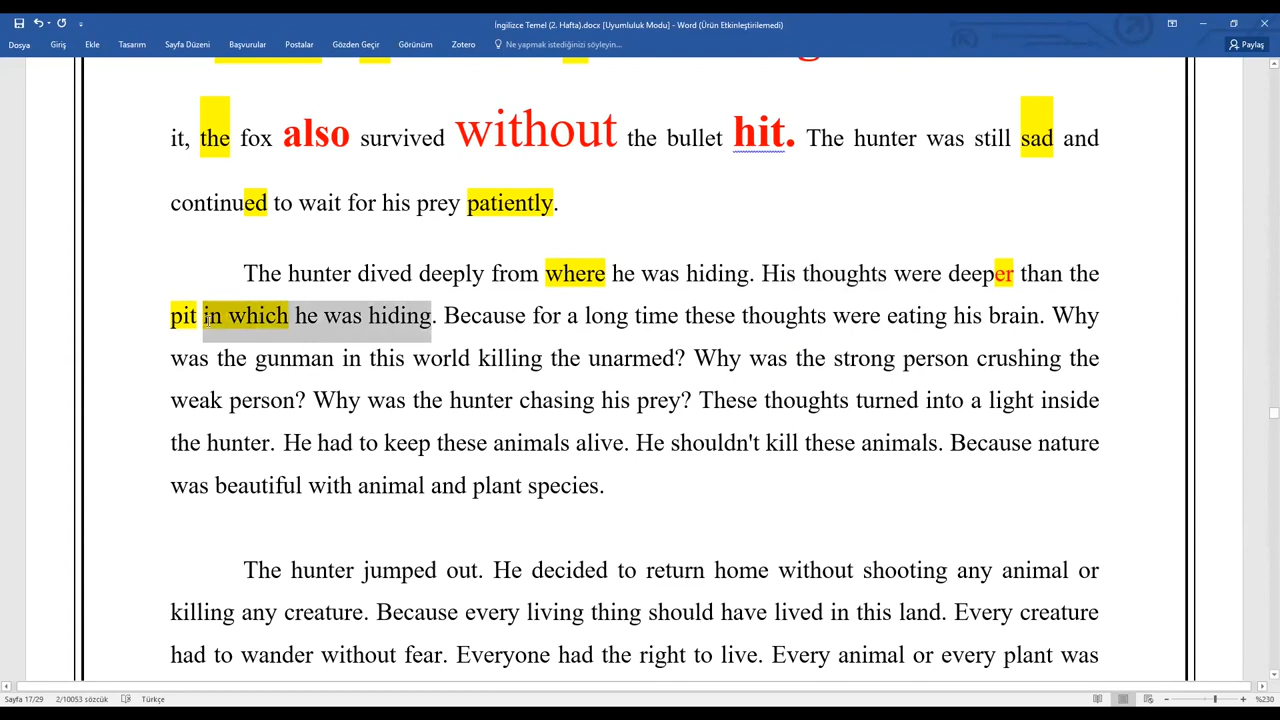 İngilizce Temel (2. Hafta).docx [Uyumluluk Modu] - Word (Ürün Etkinleştirilemedi)
Dosya Giriş Ekle Tasarım Sayfa Düzeni Başvurular Postalar Gözden Geçir Görünüm Zotero Ne yapmak istediğinizi söyleyin... Paylaş
it, the fox also survived without the bullet hit. The hunter was still sad and
continued to wait for his prey patiently.
The hunter dived deeply from where he was hiding. His thoughts were deeper than the
pit in which he was hiding. Because for a long time these thoughts were eating his brain. Why
was the gunman in this world killing the unarmed? Why was the strong person crushing the
weak person? Why was the hunter chasing his prey? These thoughts turned into a light inside
the hunter. He had to keep these animals alive. He shouldn't kill these animals. Because nature
was beautiful with animal and plant species.
The hunter jumped out. He decided to return home without shooting any animal or
killing any creature. Because every living thing should have lived in this land. Every creature
had to wander without fear. Everyone had the right to live. Every animal or every plant was
Sayfa 17/29 2/10053 sözcük Türkçe %230